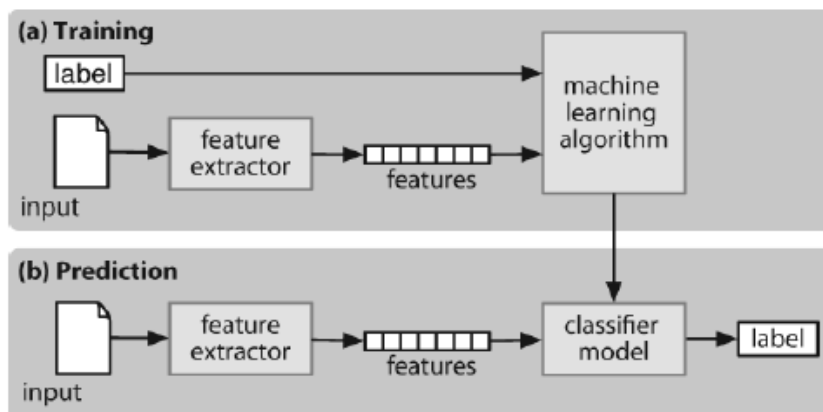 (a) Training
label
machine
learning
algorithm
feature
extractor
features
input
(b) Prediction
feature
extractor
features
classifier
model
label
input